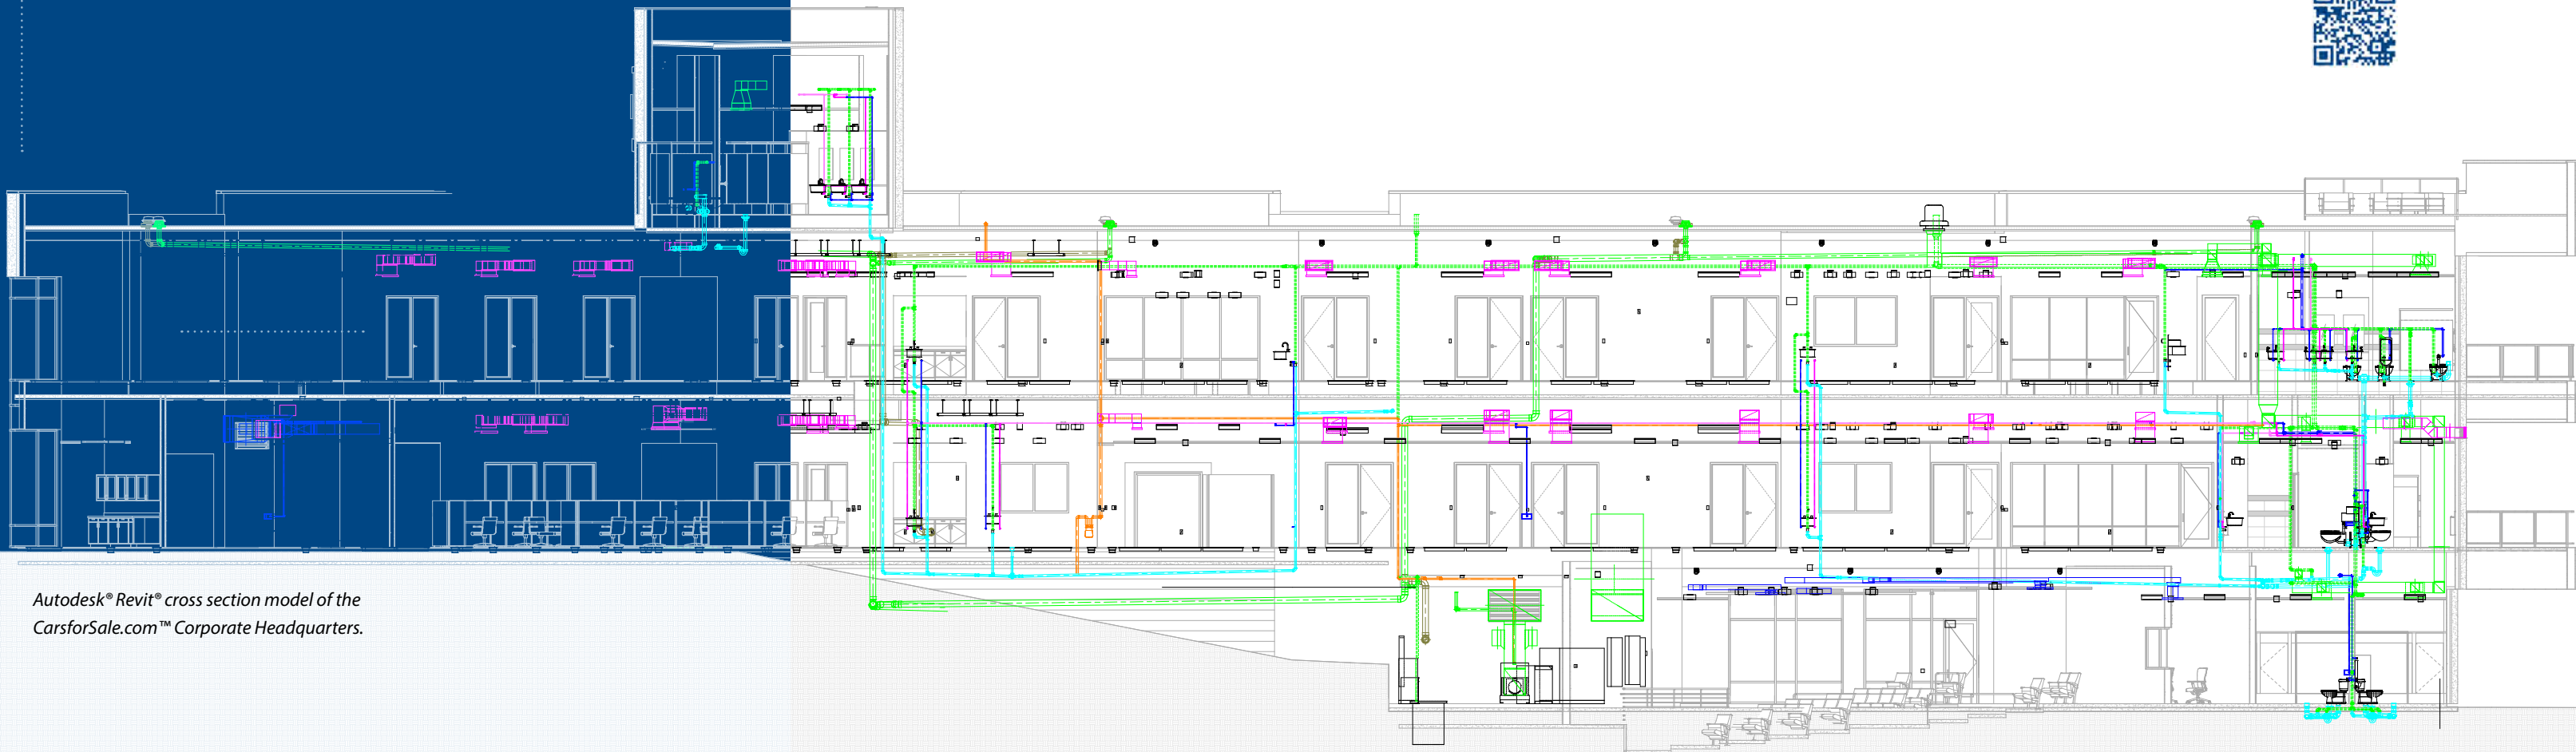 Autodesk® Revit® cross section model of the
CarsforSale.com™ Corporate Headquarters.